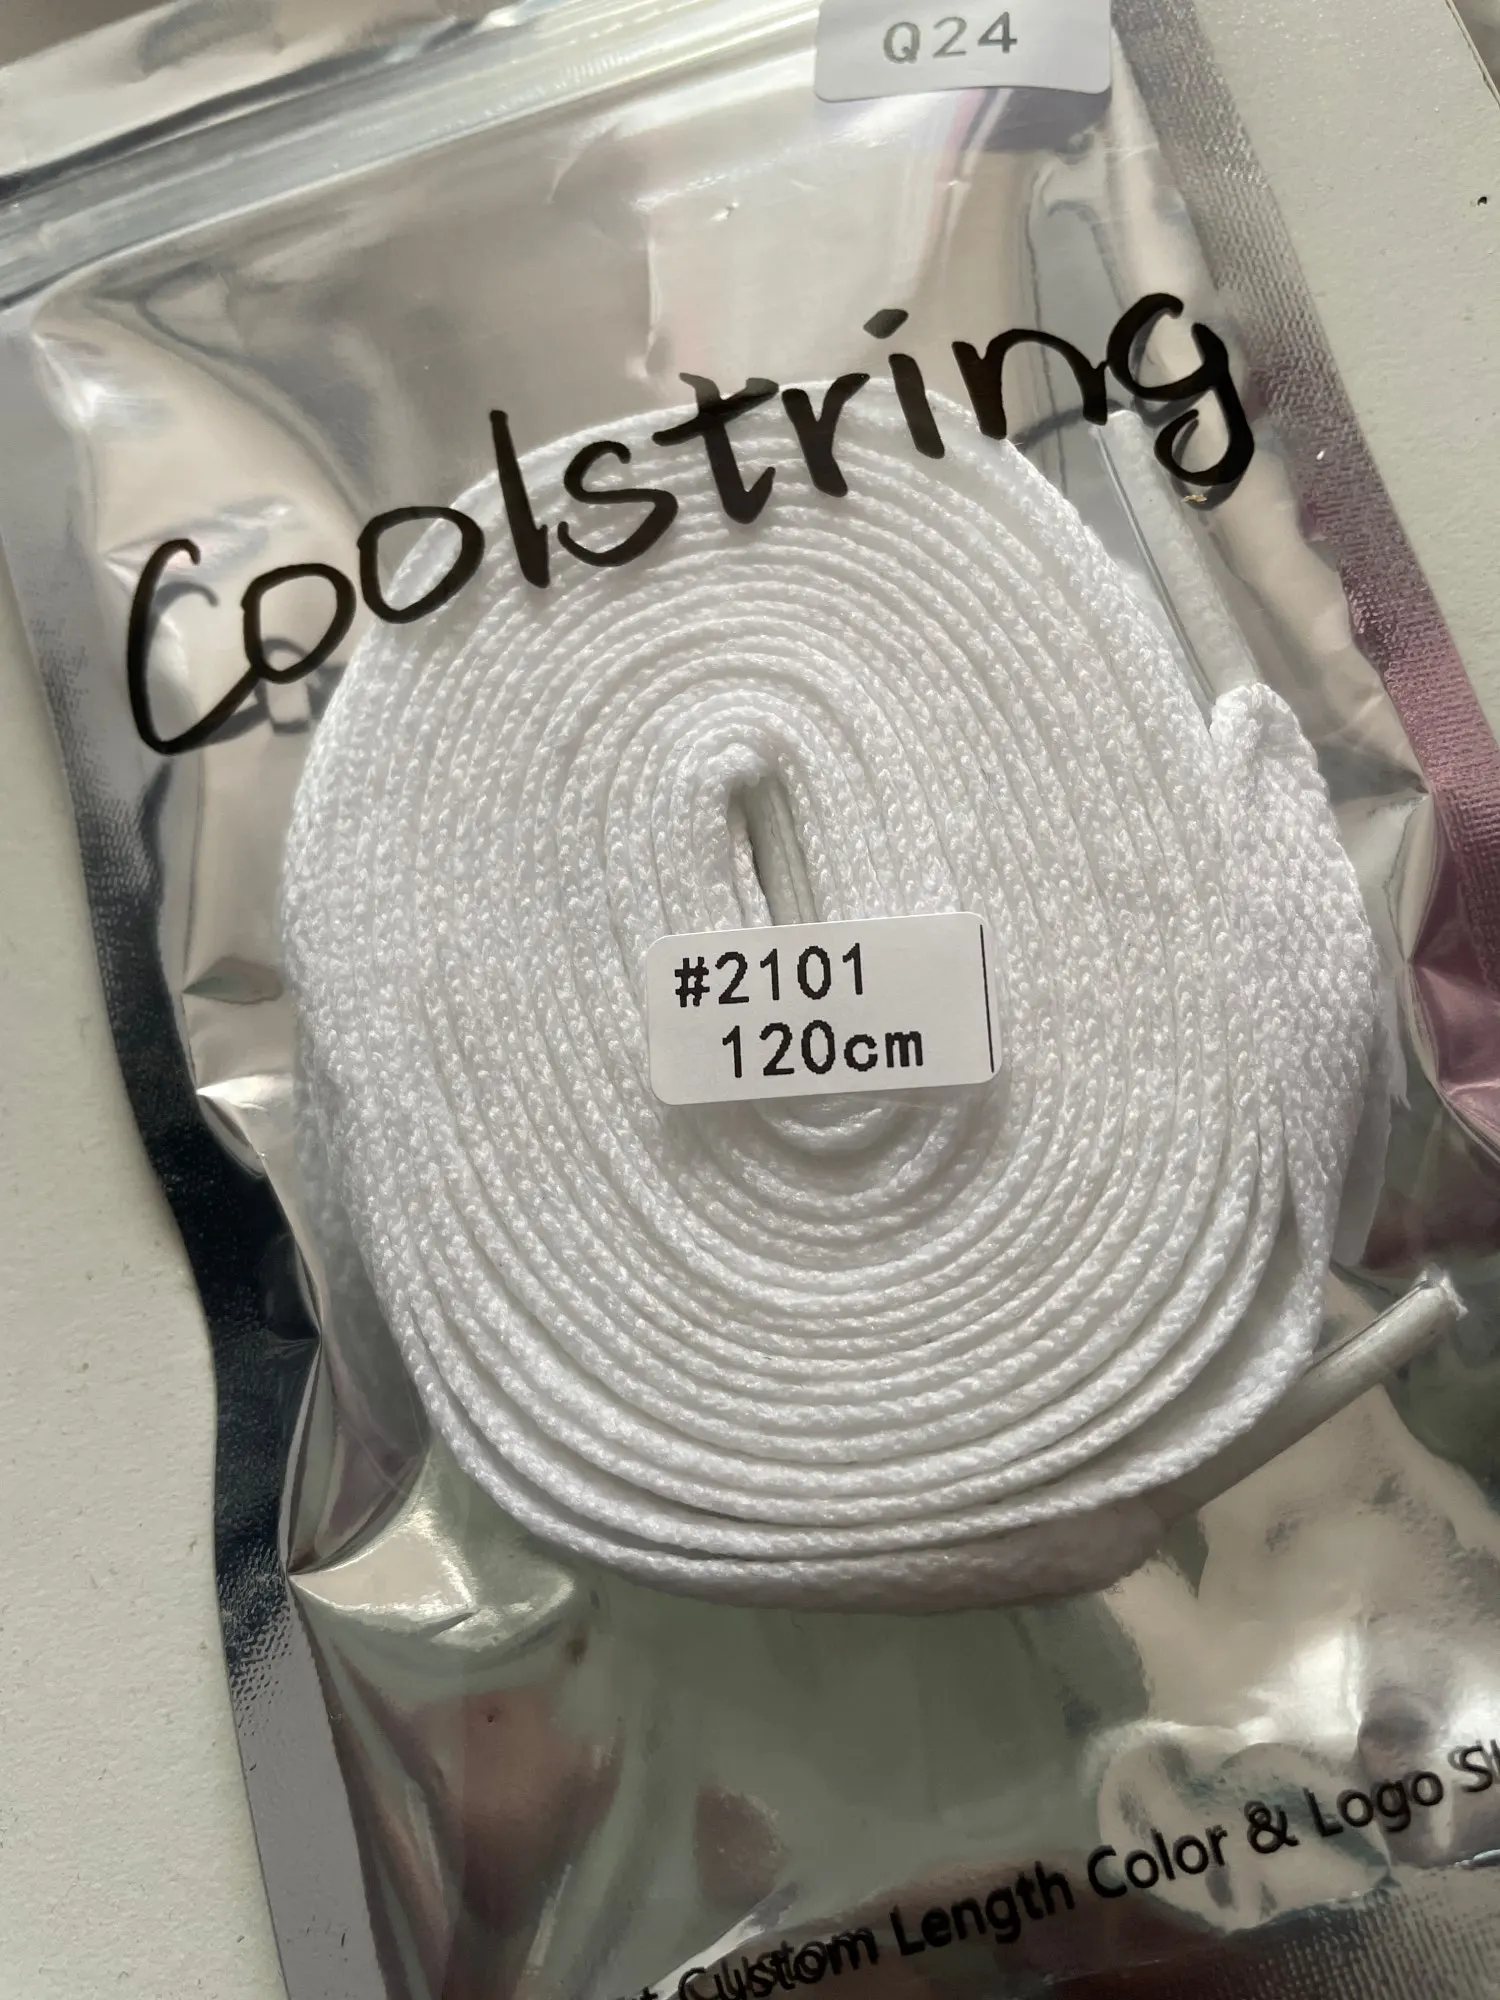 Q24
Coolstring
#2101
120cm
Custom Length Color & Logo